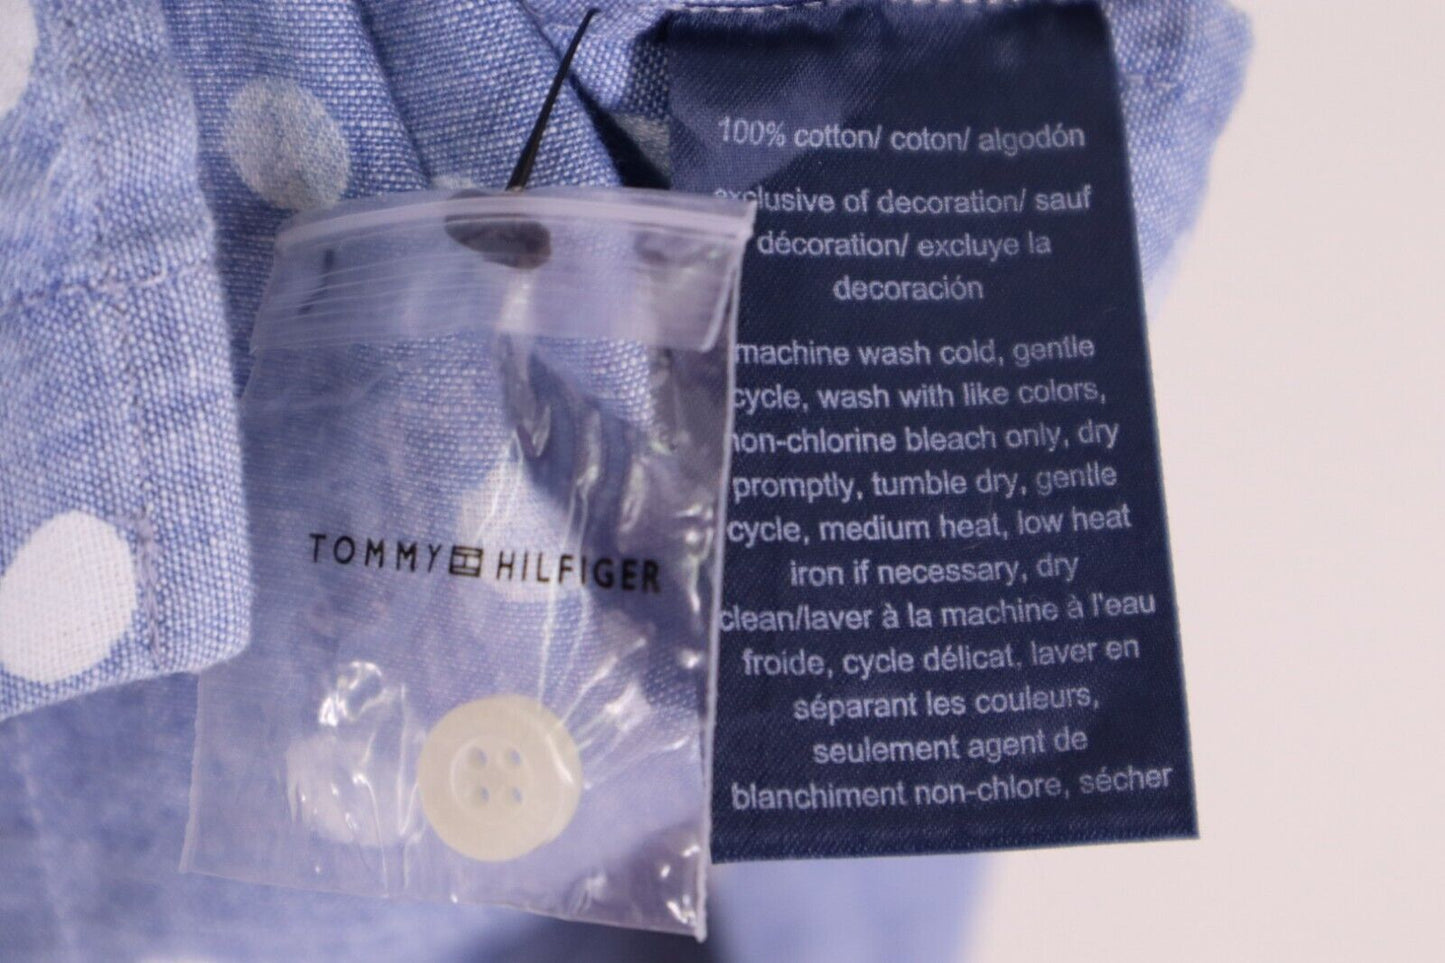 100% cotton/ coton/ algodón
exclusive of decoration/ sauf
décoration/ excluye la
decoración
machine wash cold, gentle
cycle, wash with like colors,
non-chlorine bleach only, dry
promptly, tumble dry, gentle
cycle, medium heat, low heat
iron if necessary, dry
clean/laver à la machine à l'eau
froide, cycle délicat, laver en
séparant les couleurs,
seulement agent de
blanchiment non-chlore, sécher
TOMMY HILFIGER